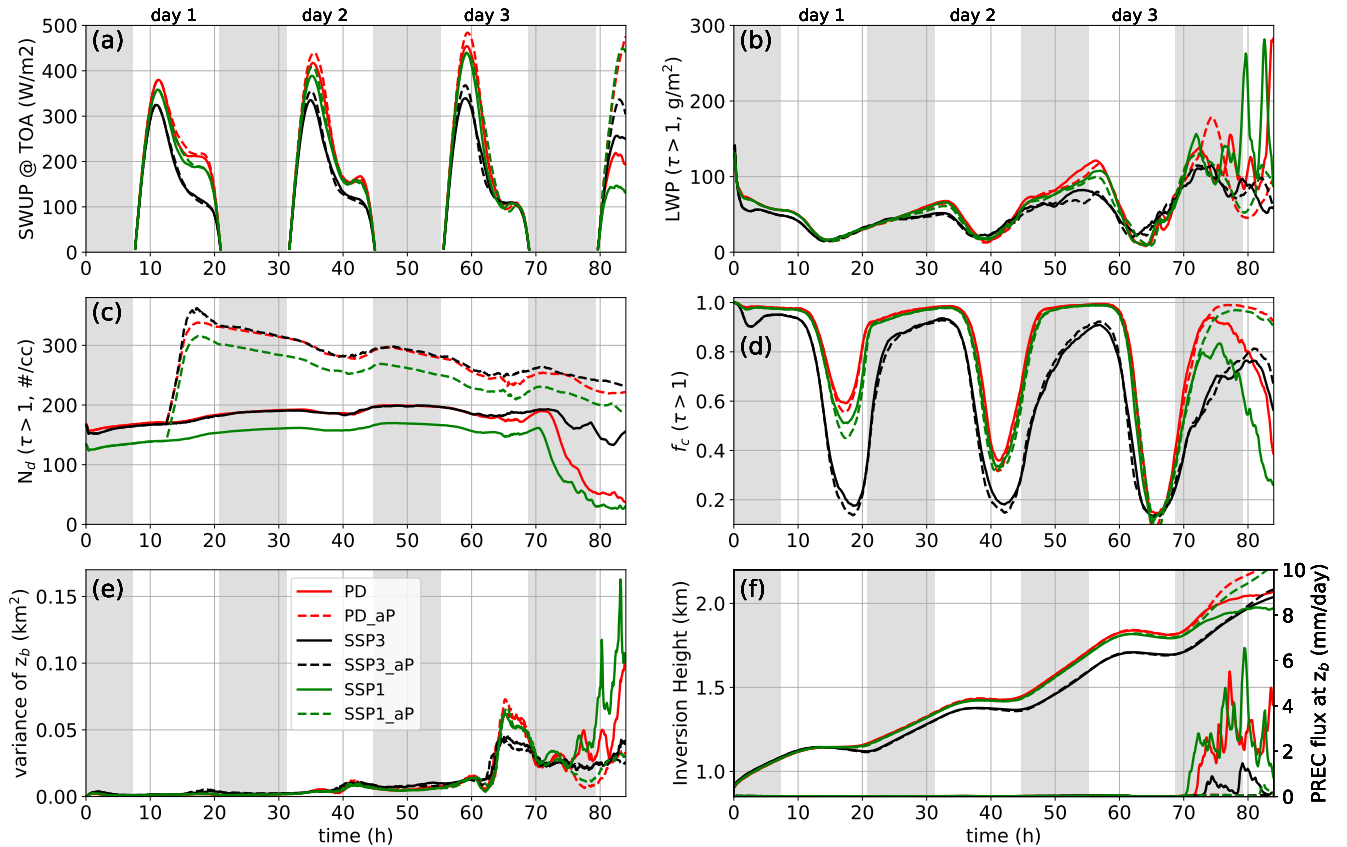 day 1 day 2 day 3
(a)
SWUP @ TOA (W/m2)
500
400
300
200
100
0
0 10 20 30 40 50 60 70 80
day 1 day 2 day 3
(b)
LWP (τ > 1, g/m²)
300
200
100
0
0 10 20 30 40 50 60 70 80
(c)
N_d (τ > 1, #/cc)
300
200
100
0
0 10 20 30 40 50 60 70 80
(d)
f_c (τ > 1)
1.0
0.8
0.6
0.4
0.2
0 10 20 30 40 50 60 70 80
(e)
variance of z_b (km²)
0.15
0.10
0.05
0.00
PD
PD_aP
SSP3
SSP3_aP
SSP1
SSP1_aP
0 10 20 30 40 50 60 70 80
time (h)
(f)
Inversion Height (km)
2.0
1.5
1.0
10
8
6
4
2
0
PREC flux at z_b (mm/day)
0 10 20 30 40 50 60 70 80
time (h)